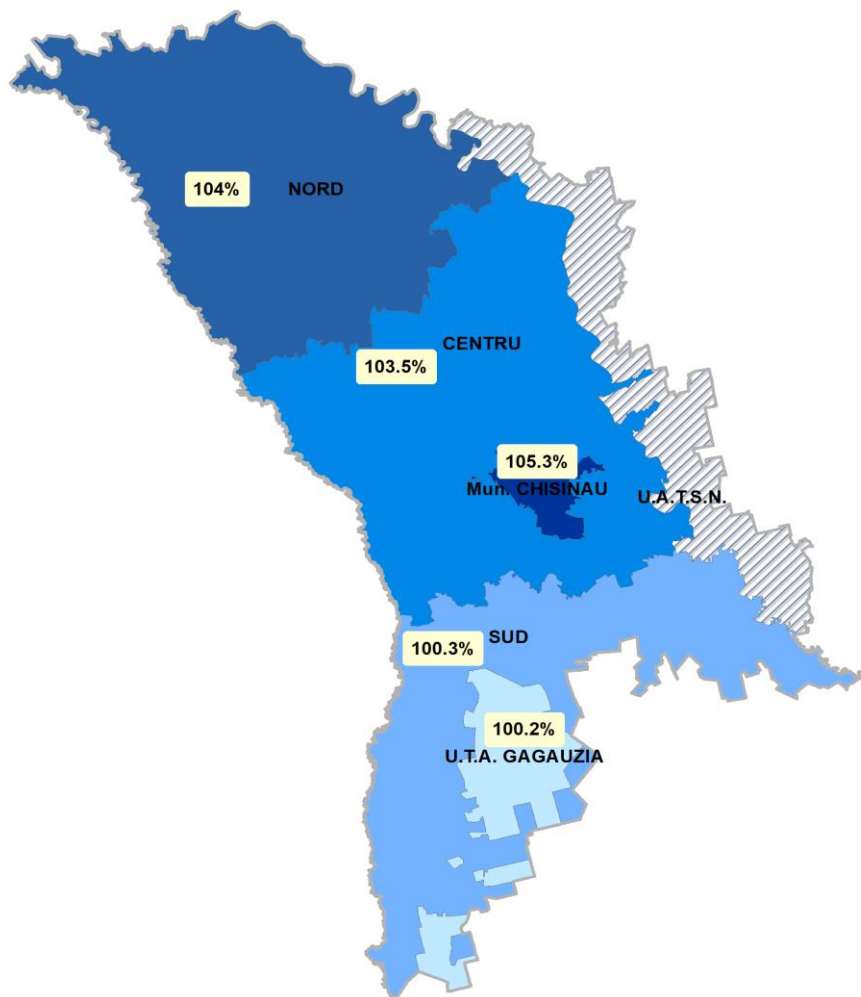 104%
NORD
CENTRU
103.5%
105.3%
Mun. CHISINAU
U.A.T.S.N.
SUD
100.3%
100.2%
U.T.A. GAGAUZIA